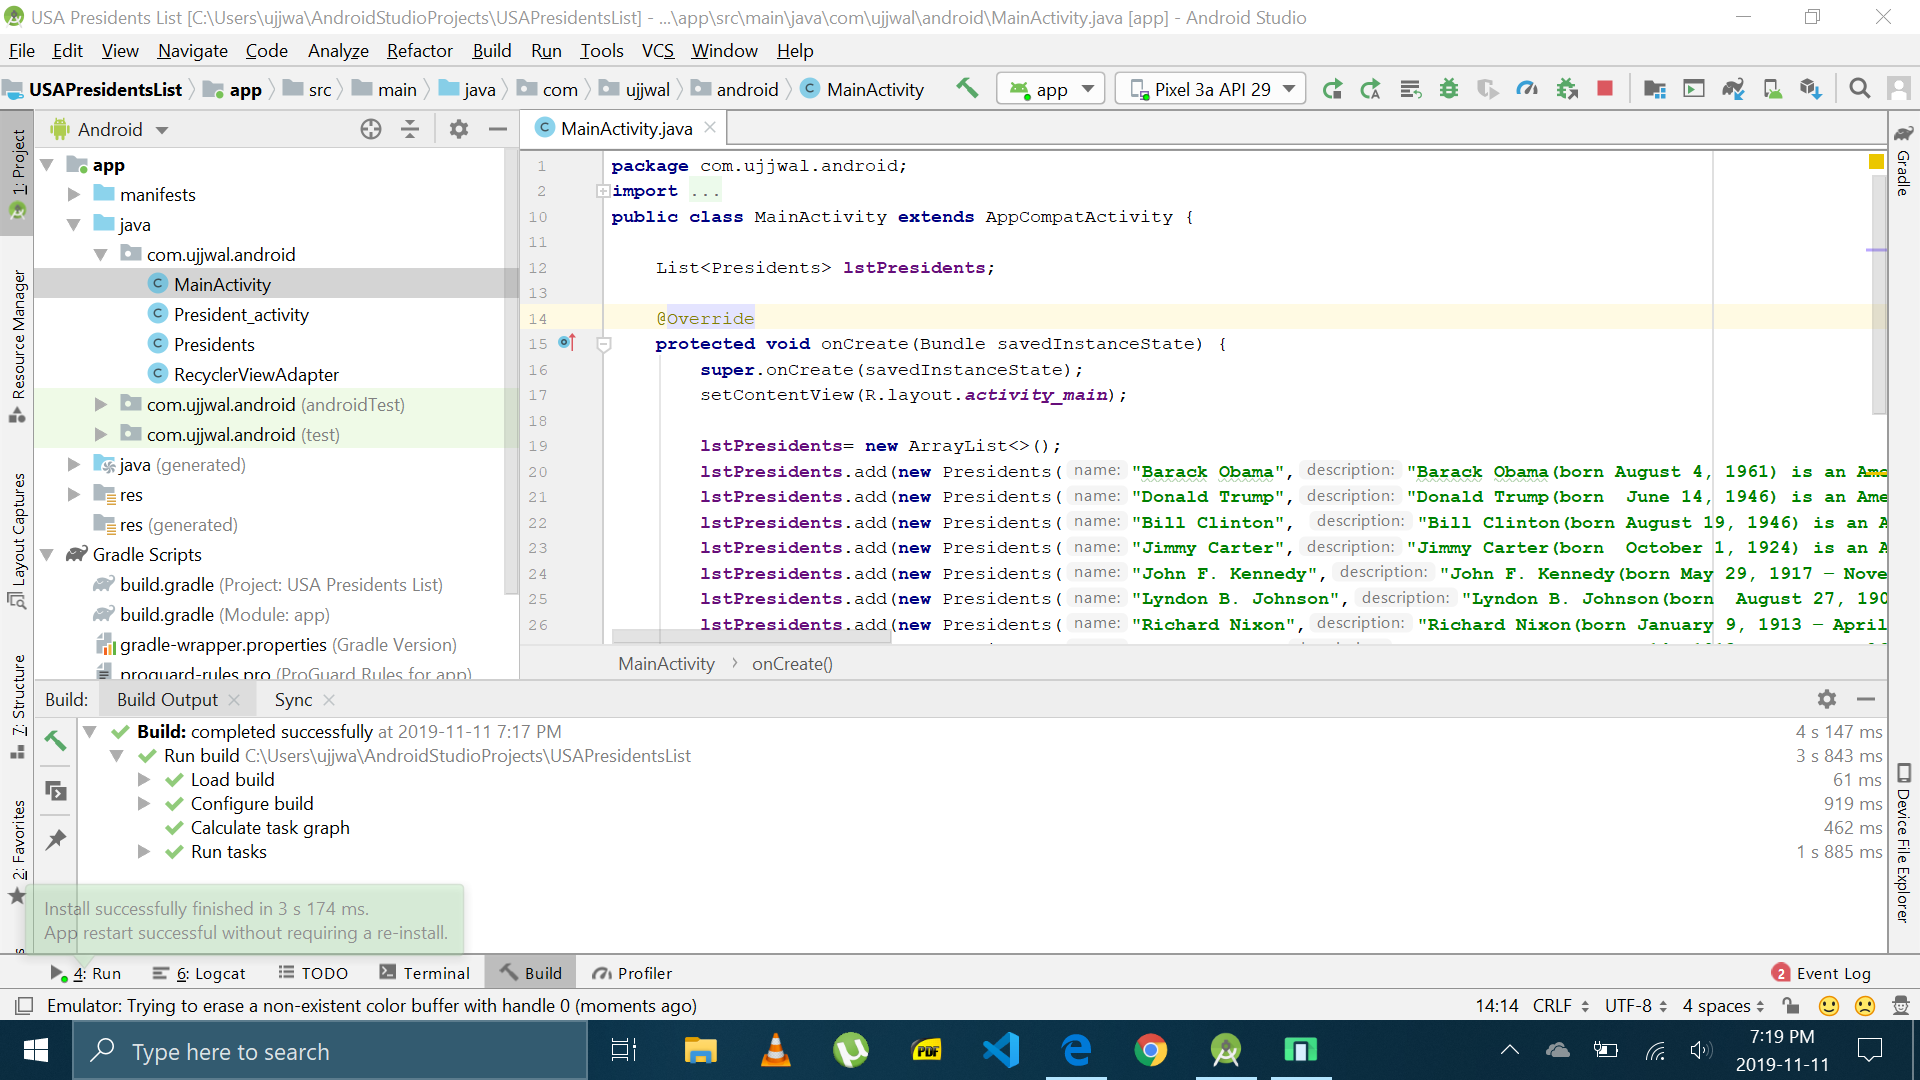 USA Presidents List [C:\Users\ujjwa\AndroidStudioProjects\USAPresidentsList] - ...\app\src\main\java\com\ujjwal\android\MainActivity.java [app] - Android Studio
File Edit View Navigate Code Analyze Refactor Build Run Tools VCS Window Help
USAPresidentsList app src main java com ujjwal android MainActivity app Pixel 3a API 29
Android
MainActivity.java
1: Project
Resource Manager
Layout Captures
7: Structure
2: Favorites
Gradle
Device File Explorer
app
manifests
java
com.ujjwal.android
MainActivity
President_activity
Presidents
RecyclerViewAdapter
com.ujjwal.android (androidTest)
com.ujjwal.android (test)
java (generated)
res
res (generated)
Gradle Scripts
build.gradle (Project: USA Presidents List)
build.gradle (Module: app)
gradle-wrapper.properties (Gradle Version)
proguard-rules.pro (ProGuard Rules for app)
1 package com.ujjwal.android;
2 import ...
10 public class MainActivity extends AppCompatActivity {
11
12 List<Presidents> lstPresidents;
13
14 @Override
15 protected void onCreate(Bundle savedInstanceState) {
16 super.onCreate(savedInstanceState);
17 setContentView(R.layout.activity_main);
18
19 lstPresidents= new ArrayList<>();
20 lstPresidents.add(new Presidents( name: "Barack Obama", description: "Barack Obama(born August 4, 1961) is an Ame
21 lstPresidents.add(new Presidents( name: "Donald Trump", description: "Donald Trump(born  June 14, 1946) is an Ame
22 lstPresidents.add(new Presidents( name: "Bill Clinton", description: "Bill Clinton(born August 19, 1946) is an A
23 lstPresidents.add(new Presidents( name: "Jimmy Carter", description: "Jimmy Carter(born  October 1, 1924) is an A
24 lstPresidents.add(new Presidents( name: "John F. Kennedy", description: "John F. Kennedy(born May 29, 1917 – Nove
25 lstPresidents.add(new Presidents( name: "Lyndon B. Johnson", description: "Lyndon B. Johnson(born  August 27, 190
26 lstPresidents.add(new Presidents( name: "Richard Nixon", description: "Richard Nixon(born January 9, 1913 – April
MainActivity › onCreate()
Build: Build Output Sync
Build: completed successfully at 2019-11-11 7:17 PM 4 s 147 ms
Run build C:\Users\ujjwa\AndroidStudioProjects\USAPresidentsList 3 s 843 ms
Load build 61 ms
Configure build 919 ms
Calculate task graph 462 ms
Run tasks 1 s 885 ms
Install successfully finished in 3 s 174 ms.
App restart successful without requiring a re-install.
4: Run 6: Logcat TODO Terminal Build Profiler 2 Event Log
Emulator: Trying to erase a non-existent color buffer with handle 0 (moments ago) 14:14 CRLF UTF-8 4 spaces
Type here to search
PDF
7:19 PM
2019-11-11